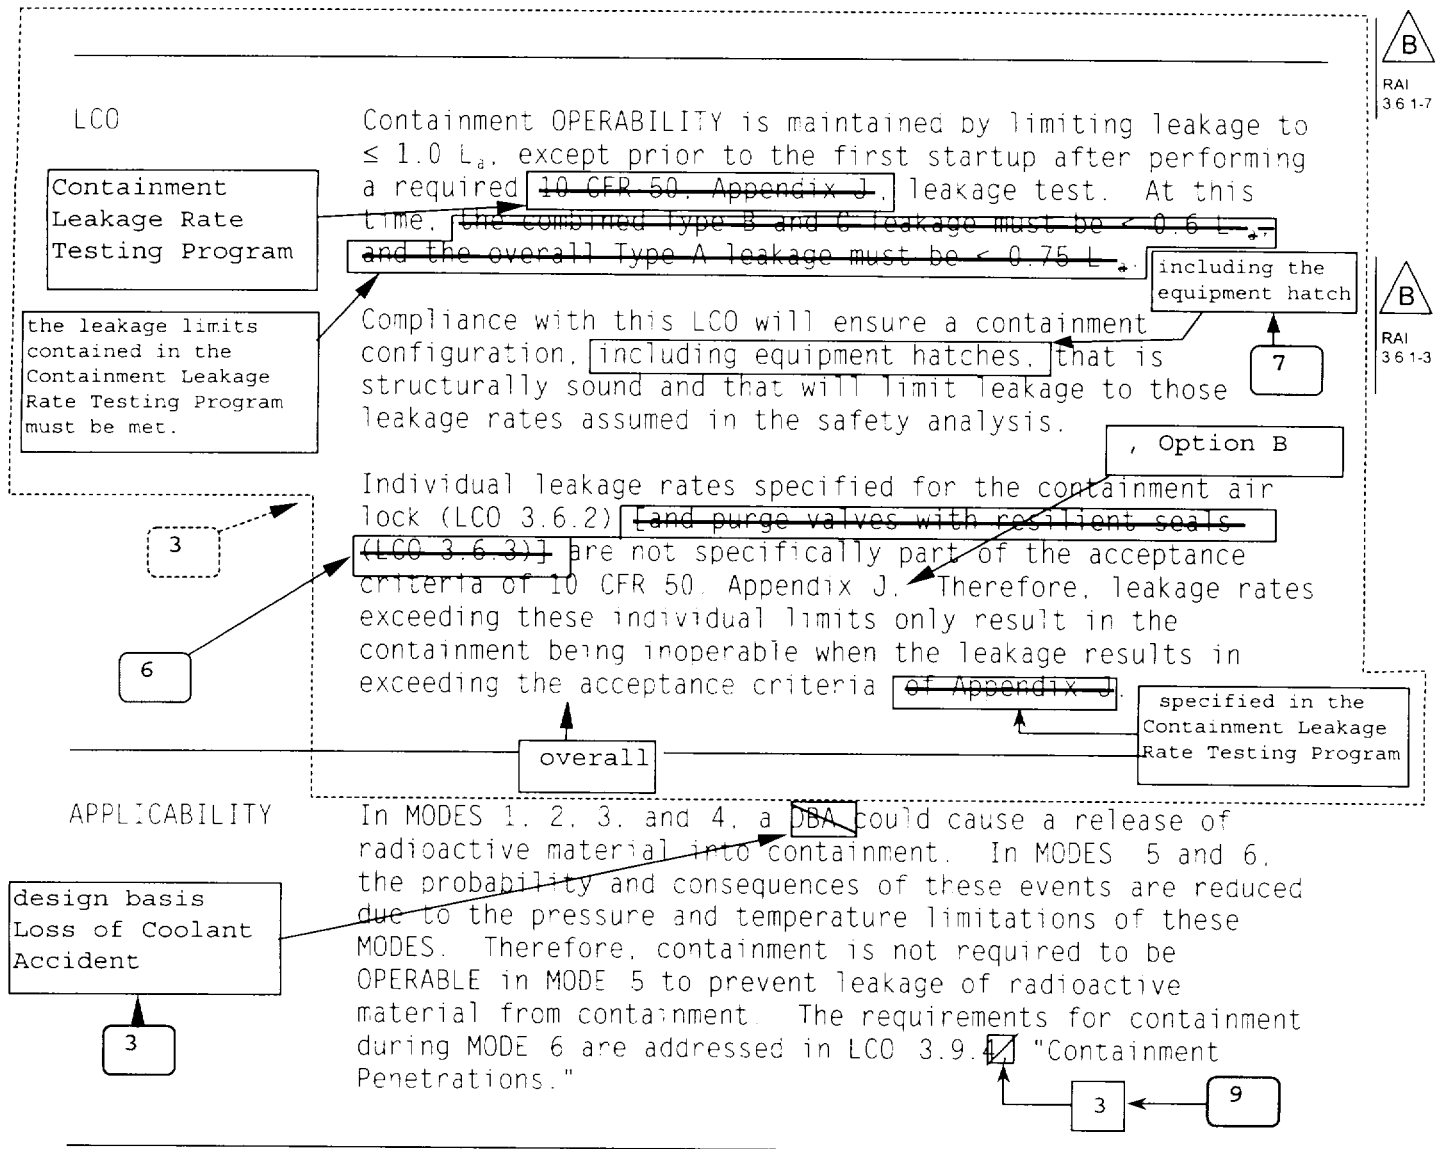 B
RAI
3.6.1-7
LCO
Containment OPERABILITY is maintained by limiting leakage to
≤ 1.0 Lₐ, except prior to the first startup after performing
a required 10 CFR 50, Appendix J, leakage test. At this
time, the combined Type B and C leakage must be < 0.6 Lₐ,
and the overall Type A leakage must be < 0.75 Lₐ.
Containment
Leakage Rate
Testing Program
including the
equipment hatch
7
B
RAI
3.6.1-3
the leakage limits
contained in the
Containment Leakage
Rate Testing Program
must be met.
Compliance with this LCO will ensure a containment
configuration, including equipment hatches, that is
structurally sound and that will limit leakage to those
leakage rates assumed in the safety analysis.
, Option B
Individual leakage rates specified for the containment air
lock (LCO 3.6.2) [and purge valves with resilient seals
(LCO 3.6.3)] are not specifically part of the acceptance
criteria of 10 CFR 50, Appendix J. Therefore, leakage rates
exceeding these individual limits only result in the
containment being inoperable when the leakage results in
exceeding the acceptance criteria of Appendix J.
3
6
overall
specified in the
Containment Leakage
Rate Testing Program
APPLICABILITY
In MODES 1, 2, 3, and 4, a DBA could cause a release of
radioactive material into containment. In MODES 5 and 6,
the probability and consequences of these events are reduced
due to the pressure and temperature limitations of these
MODES. Therefore, containment is not required to be
OPERABLE in MODE 5 to prevent leakage of radioactive
material from containment. The requirements for containment
during MODE 6 are addressed in LCO 3.9.4, "Containment
Penetrations."
design basis
Loss of Coolant
Accident
3
3
9